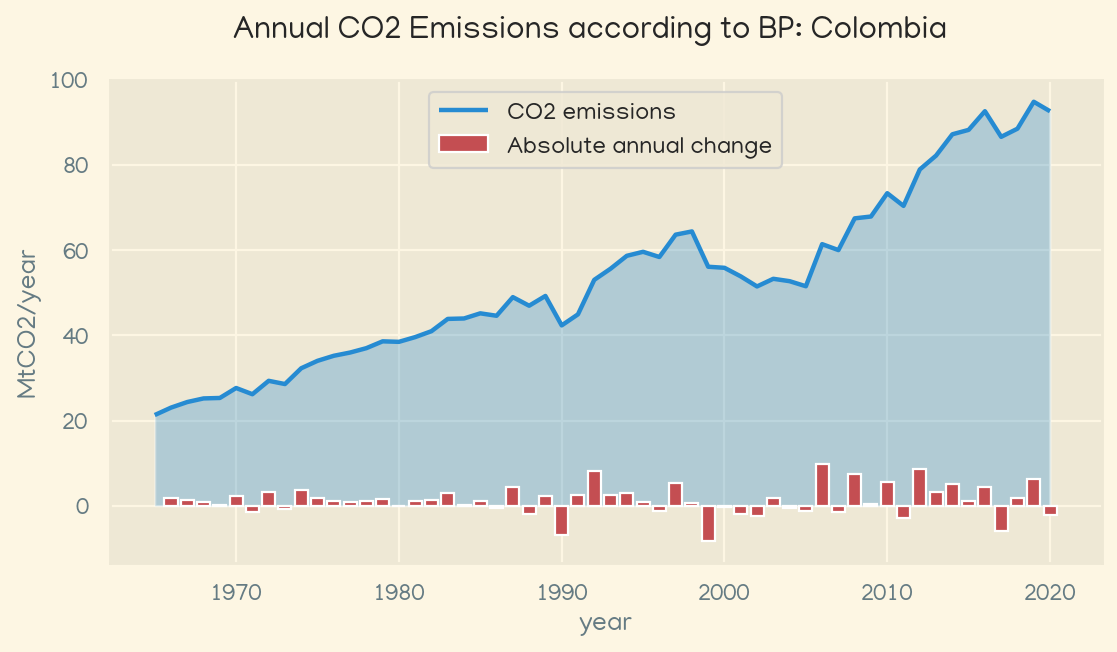 Annual CO2 Emissions according to BP: Colombia
CO2 emissions
Absolute annual change
MtCO2/year
100
80
60
40
20
0
1970 1980 1990 2000 2010 2020
year